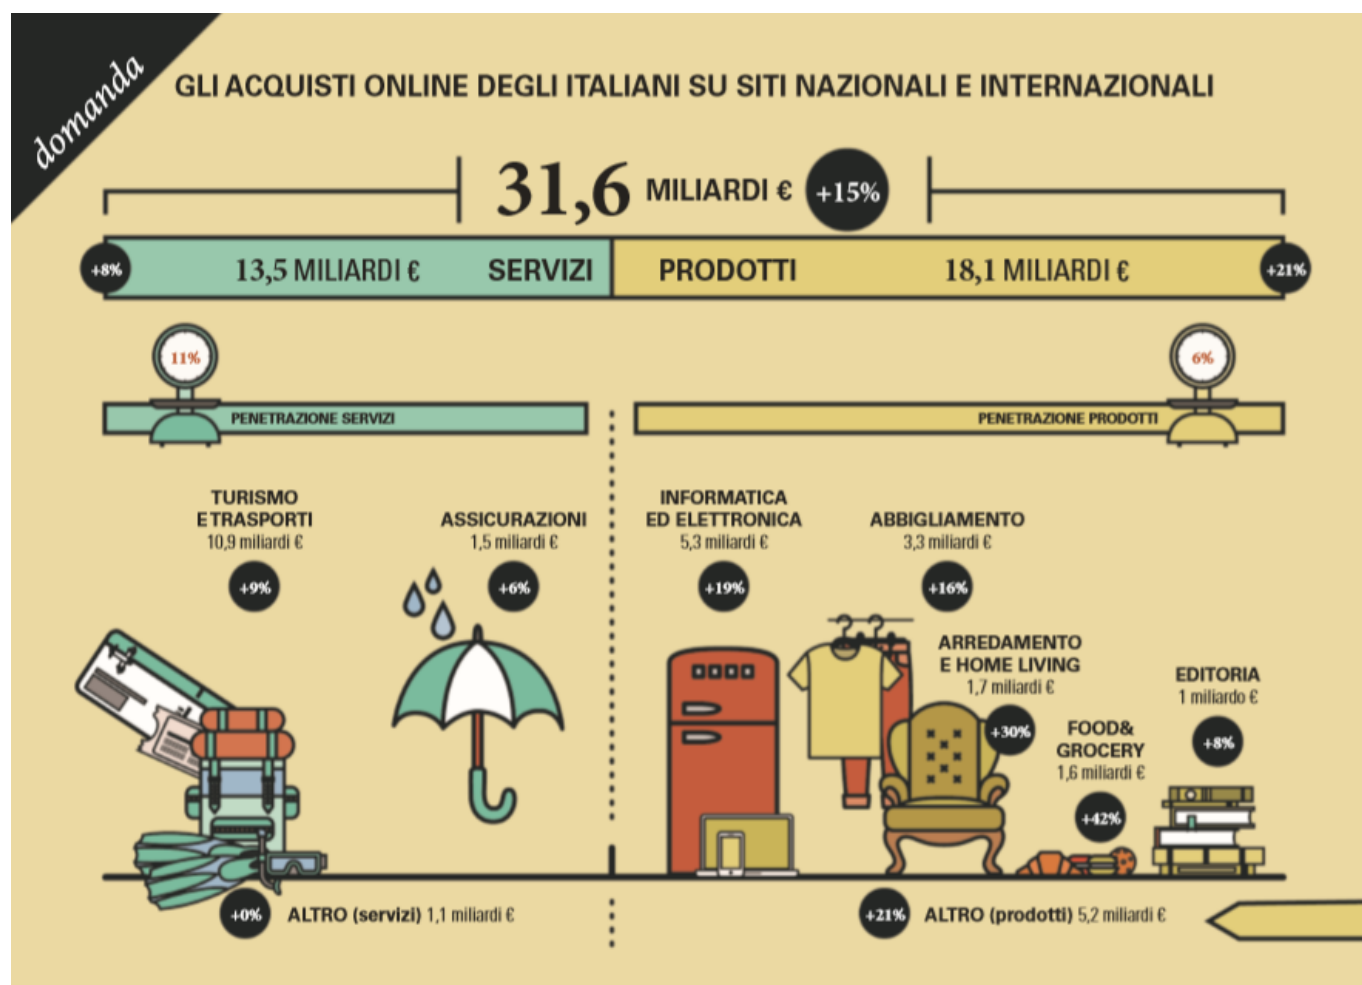 domanda
GLI ACQUISTI ONLINE DEGLI ITALIANI SU SITI NAZIONALI E INTERNAZIONALI
31,6 MILIARDI € +15%
+8% 13,5 MILIARDI € SERVIZI PRODOTTI 18,1 MILIARDI € +21%
11%
PENETRAZIONE SERVIZI
6%
PENETRAZIONE PRODOTTI
TURISMO
E TRASPORTI
10,9 miliardi €
+9%
ASSICURAZIONI
1,5 miliardi €
+6%
INFORMATICA
ED ELETTRONICA
5,3 miliardi €
+19%
ABBIGLIAMENTO
3,3 miliardi €
+16%
ARREDAMENTO
E HOME LIVING
1,7 miliardi €
+30%
FOOD&
GROCERY
1,6 miliardi €
+42%
EDITORIA
1 miliardo €
+8%
+0% ALTRO (servizi) 1,1 miliardi €
+21% ALTRO (prodotti) 5,2 miliardi €